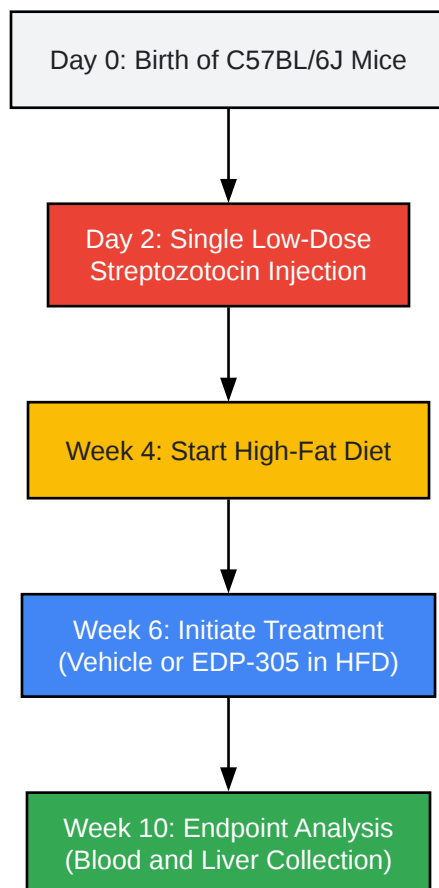 Day 0: Birth of C57BL/6J Mice
Day 2: Single Low-Dose
Streptozotocin Injection
Week 4: Start High-Fat Diet
Week 6: Initiate Treatment
(Vehicle or EDP-305 in HFD)
Week 10: Endpoint Analysis
(Blood and Liver Collection)